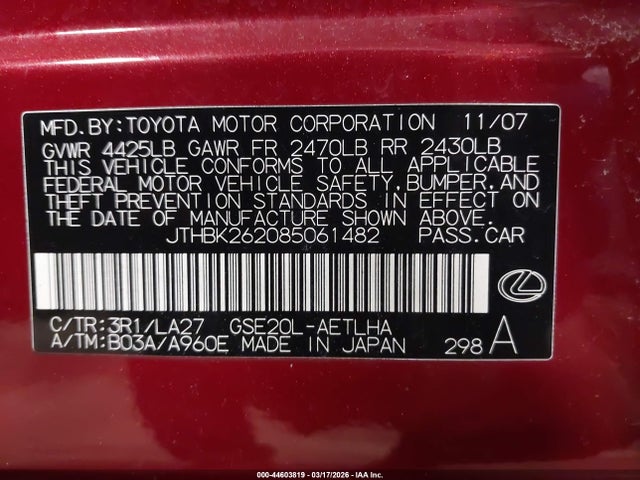 MFD.BY:TOYOTA MOTOR CORPORATION 11/07
GVWR 4425LB GAWR FR 2470LB RR 2430LB
THIS VEHICLE CONFORMS TO ALL APPLICABLE
FEDERAL MOTOR VEHICLE SAFETY,BUMPER,AND
THEFT PREVENTION STANDARDS IN EFFECT ON
THE DATE OF MANUFACTURE SHOWN ABOVE.
JTHBK262085061482 PASS.CAR
C/TR:3R1/LA27 GSE20L-AETLHA
A/TM:B03A/A960E MADE IN JAPAN 298 A
000-44603819 - 03/17/2026 - IAA Inc.